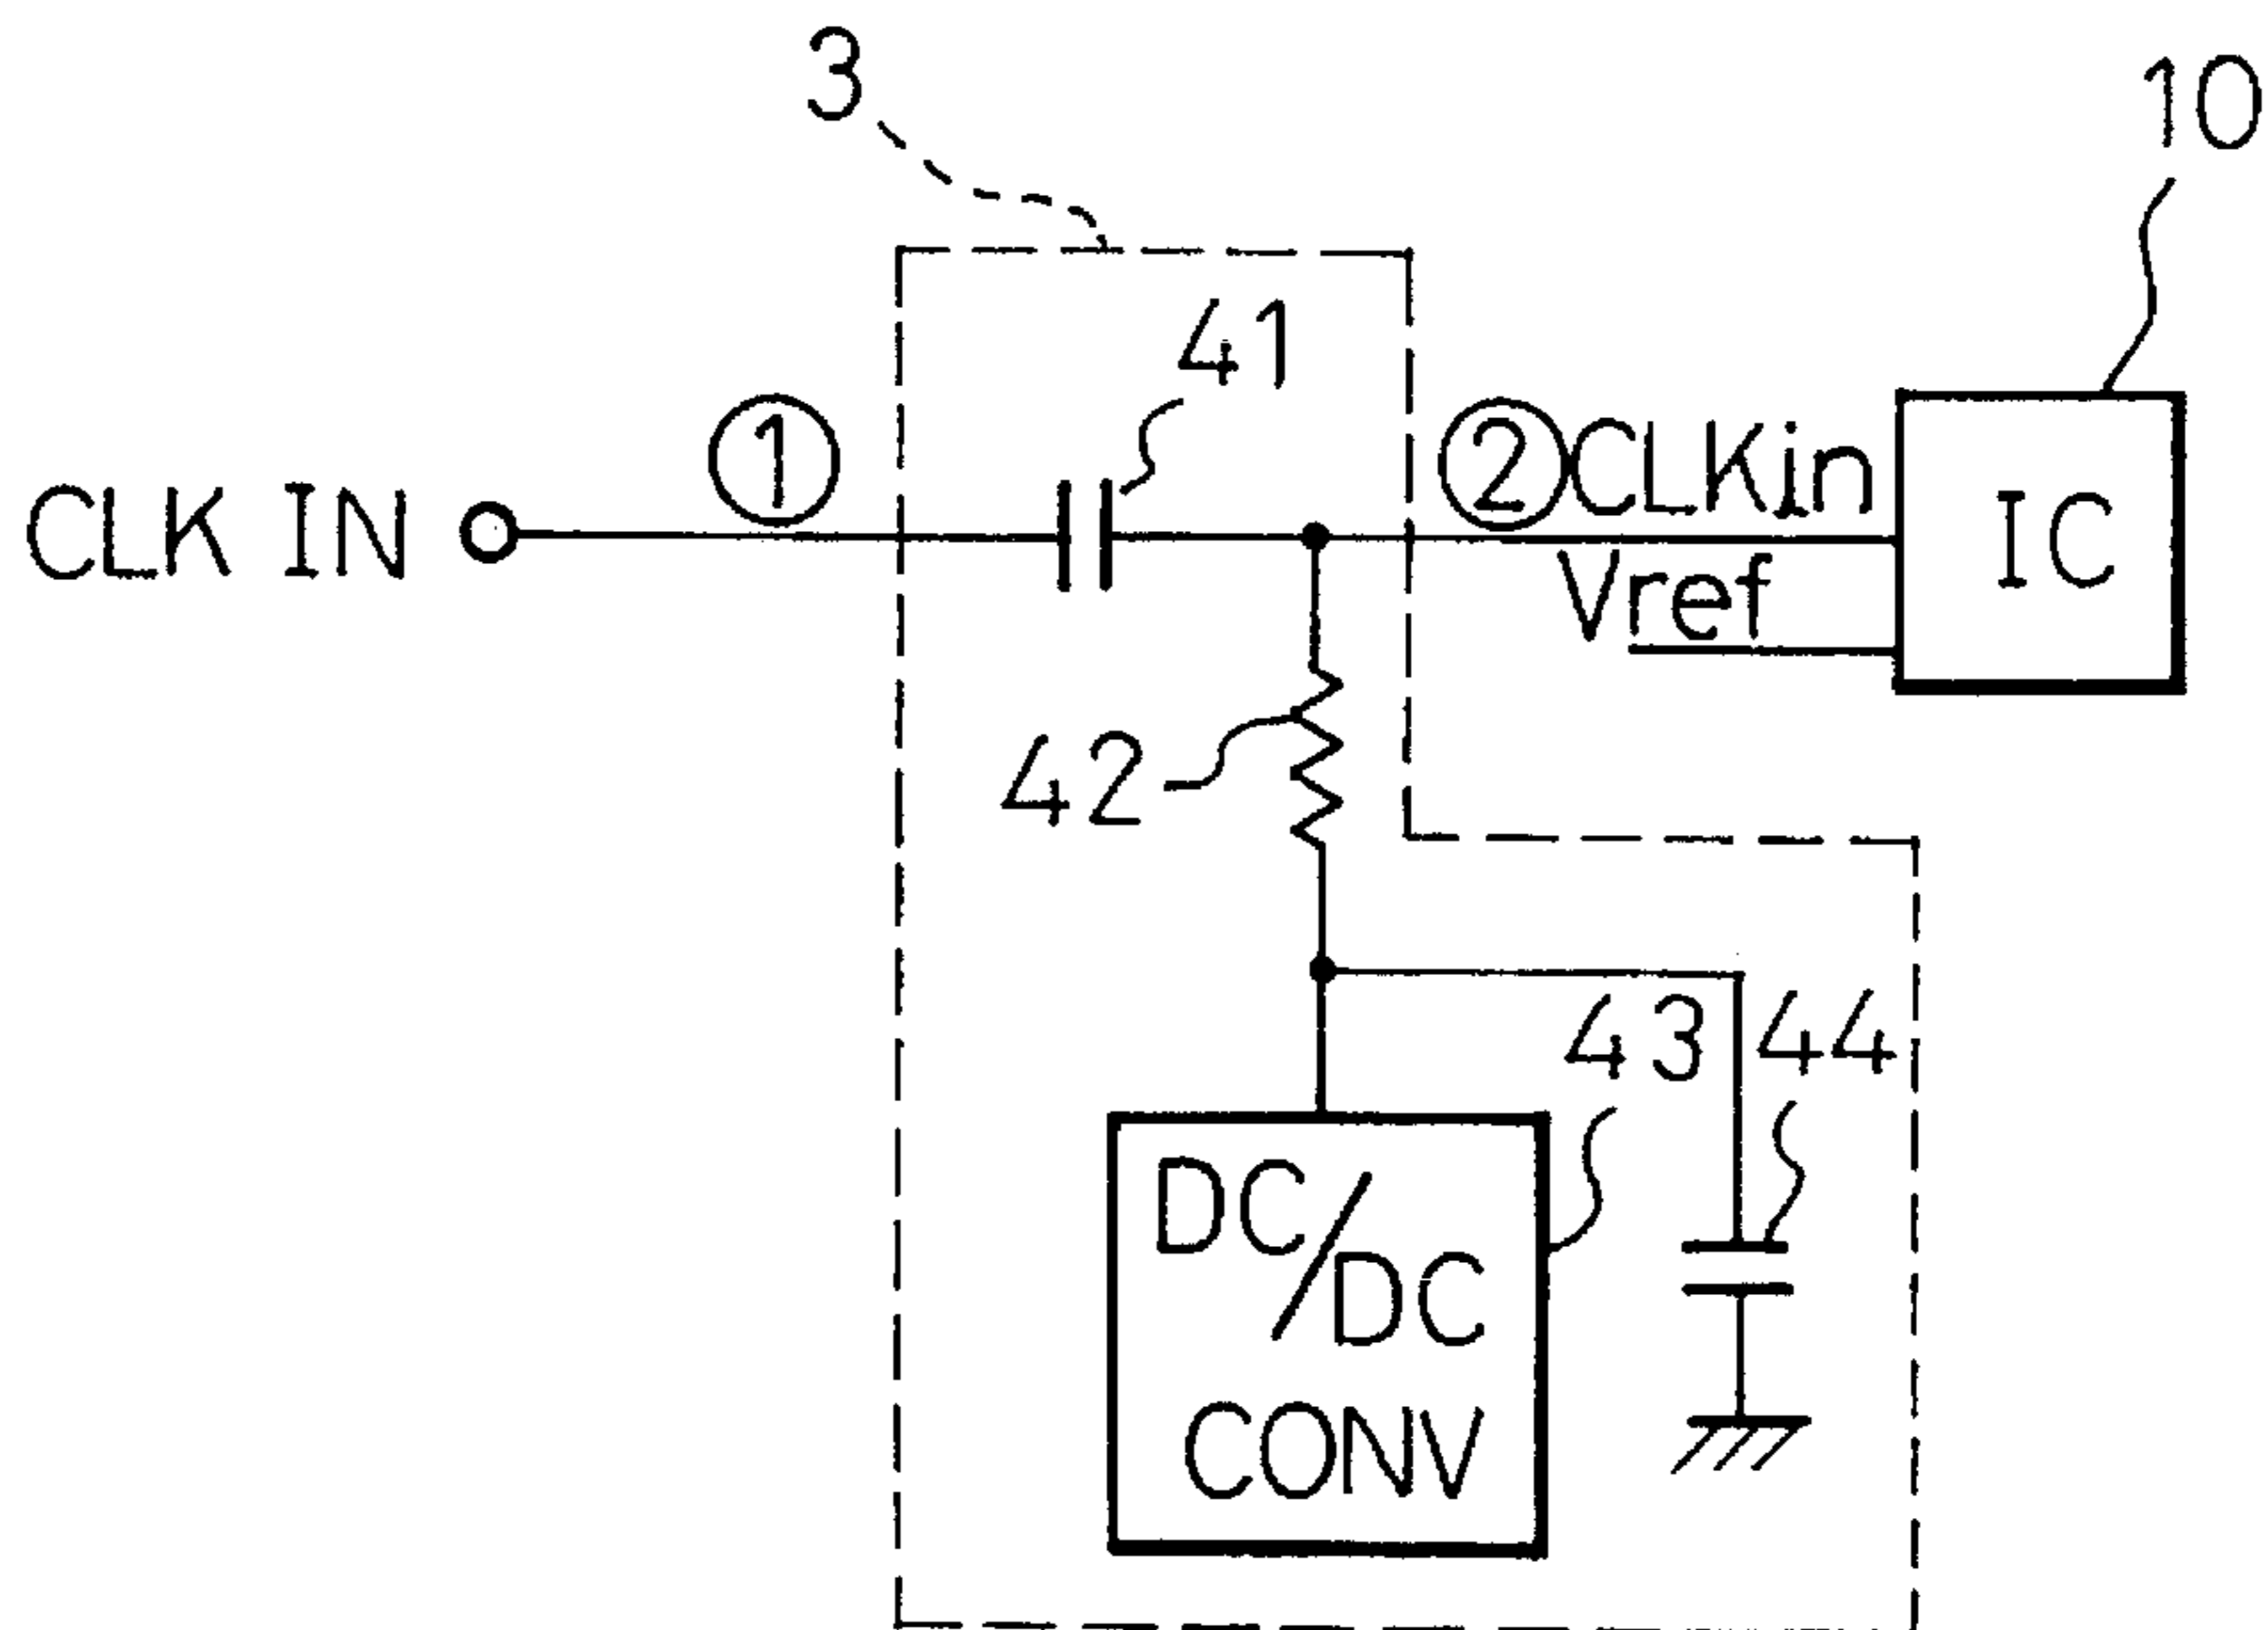 3
10
41
① ②CLKin
CLK IN
IC
Vref
42
43 44
DC/DC
CONV